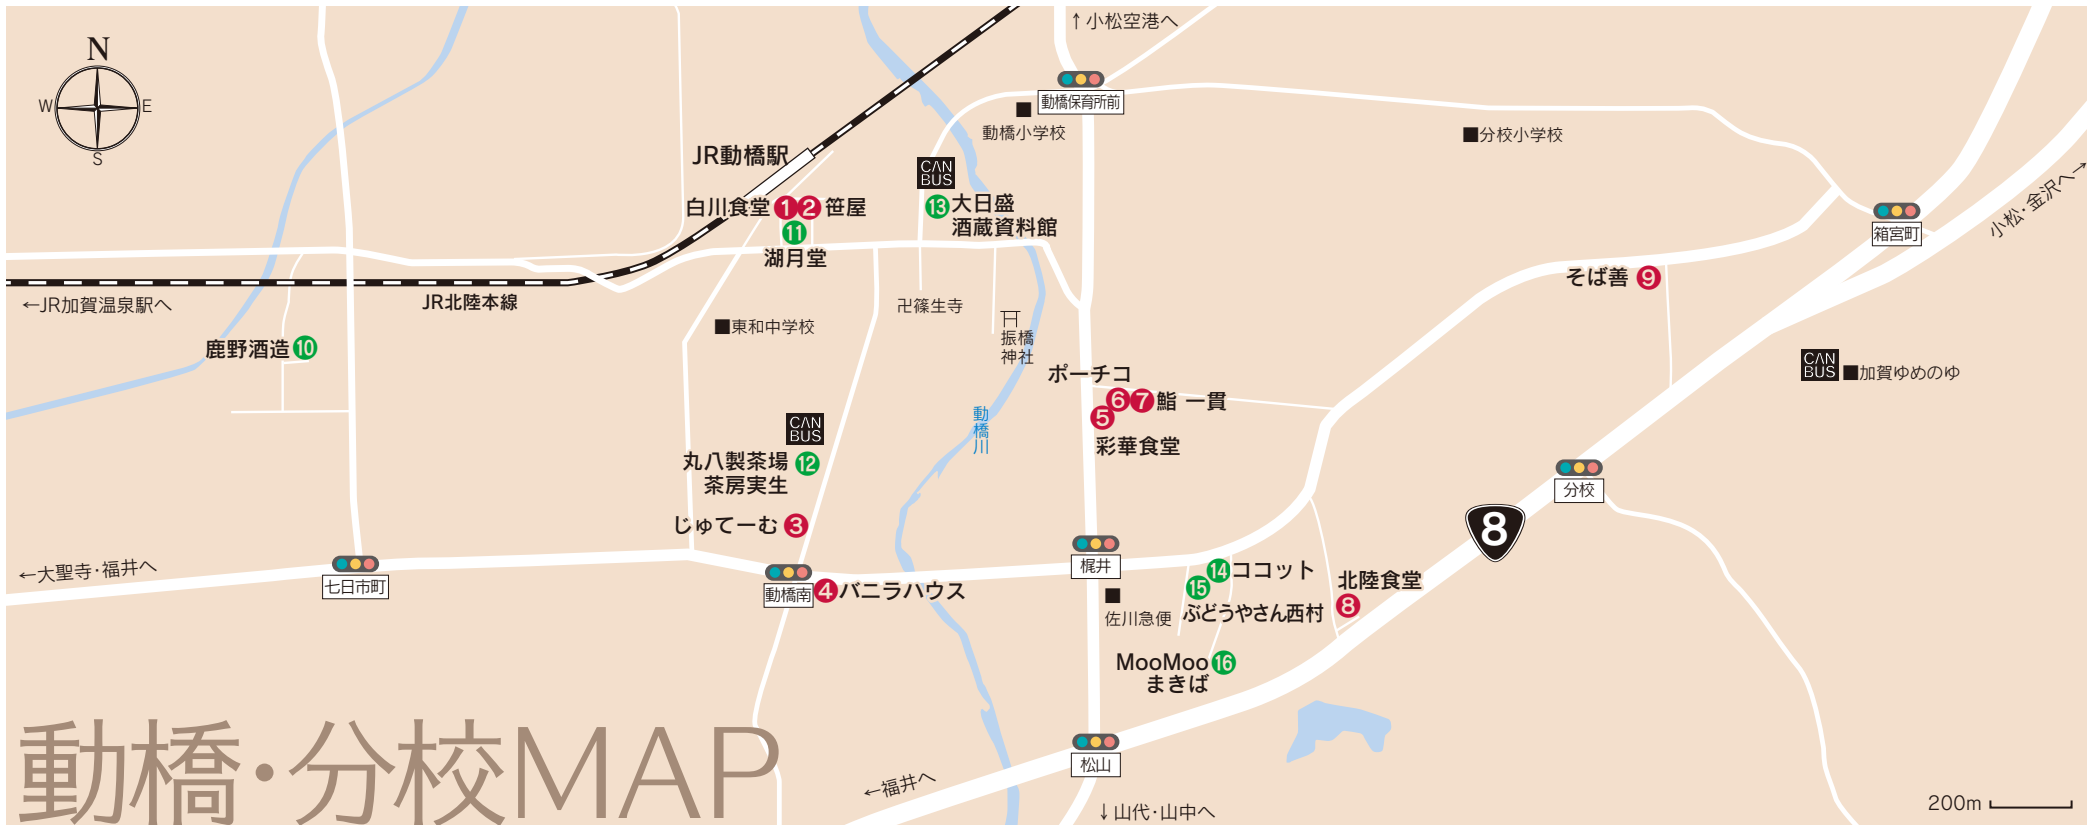 N
W
E
S
↑小松空港へ
動橋保育所前
動橋小学校
■分校小学校
JR動橋駅
CAN
BUS
白川食堂 1 2 笹屋
13 大日盛
酒蔵資料館
11
湖月堂
箱宮町
小松・金沢へ→
そば善 9
←JR加賀温泉駅へ
JR北陸本線
卍篠生寺
■東和中学校
振橋
神社
鹿野酒造 10
CAN
BUS
■加賀ゆめのゆ
ポーチコ
6 7 鮨 一貫
5
彩華食堂
動橋川
CAN
BUS
丸八製茶場 12
茶房実生
じゅてーむ 3
分校
8
←大聖寺・福井へ
七日市町
動橋南
4 バニラハウス
梶井
佐川急便
14 ココット
15
ぶどうやさん西村
北陸食堂
8
MooMoo 16
まきば
松山
←福井へ
↓山代・山中へ
動橋・分校MAP
200m